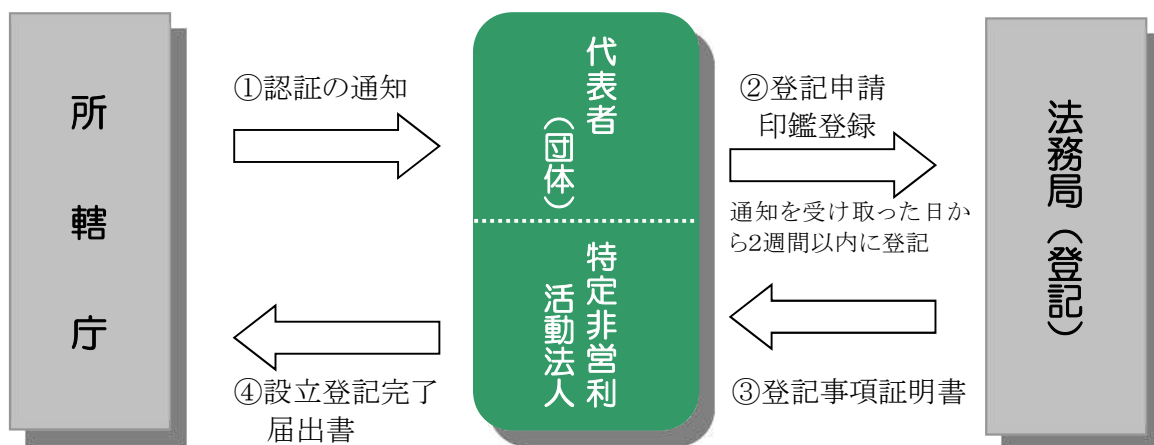 所轄庁
①認証の通知
代表者
（団体）
②登記申請
印鑑登録
通知を受け取った日か
ら2週間以内に登記
法務局（登記）
特定非営利
活動法人
④設立登記完了
届出書
③登記事項証明書